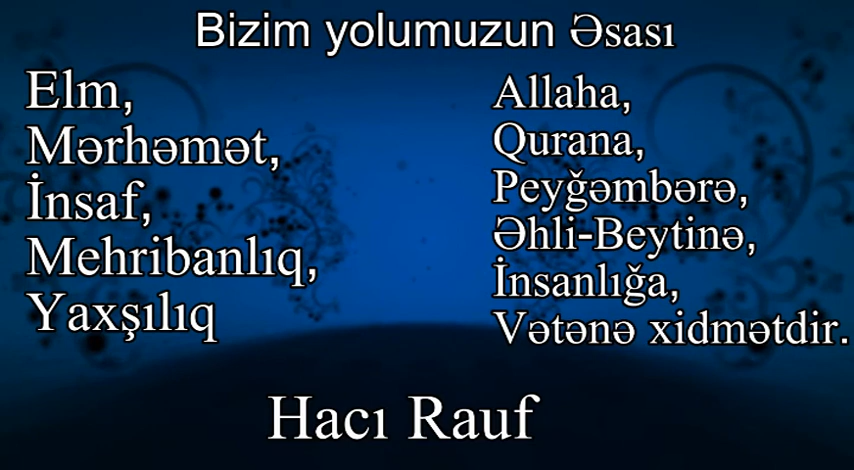 Bizim yolumuzun Əsası
Elm,
Mərhəmət,
İnsaf,
Mehribanlıq,
Yaxşılıq
Allaha,
Qurana,
Peyğəmbərə,
Əhli-Beytinə,
İnsanlığa,
Vətənə xidmətdir.
Hacı Rauf